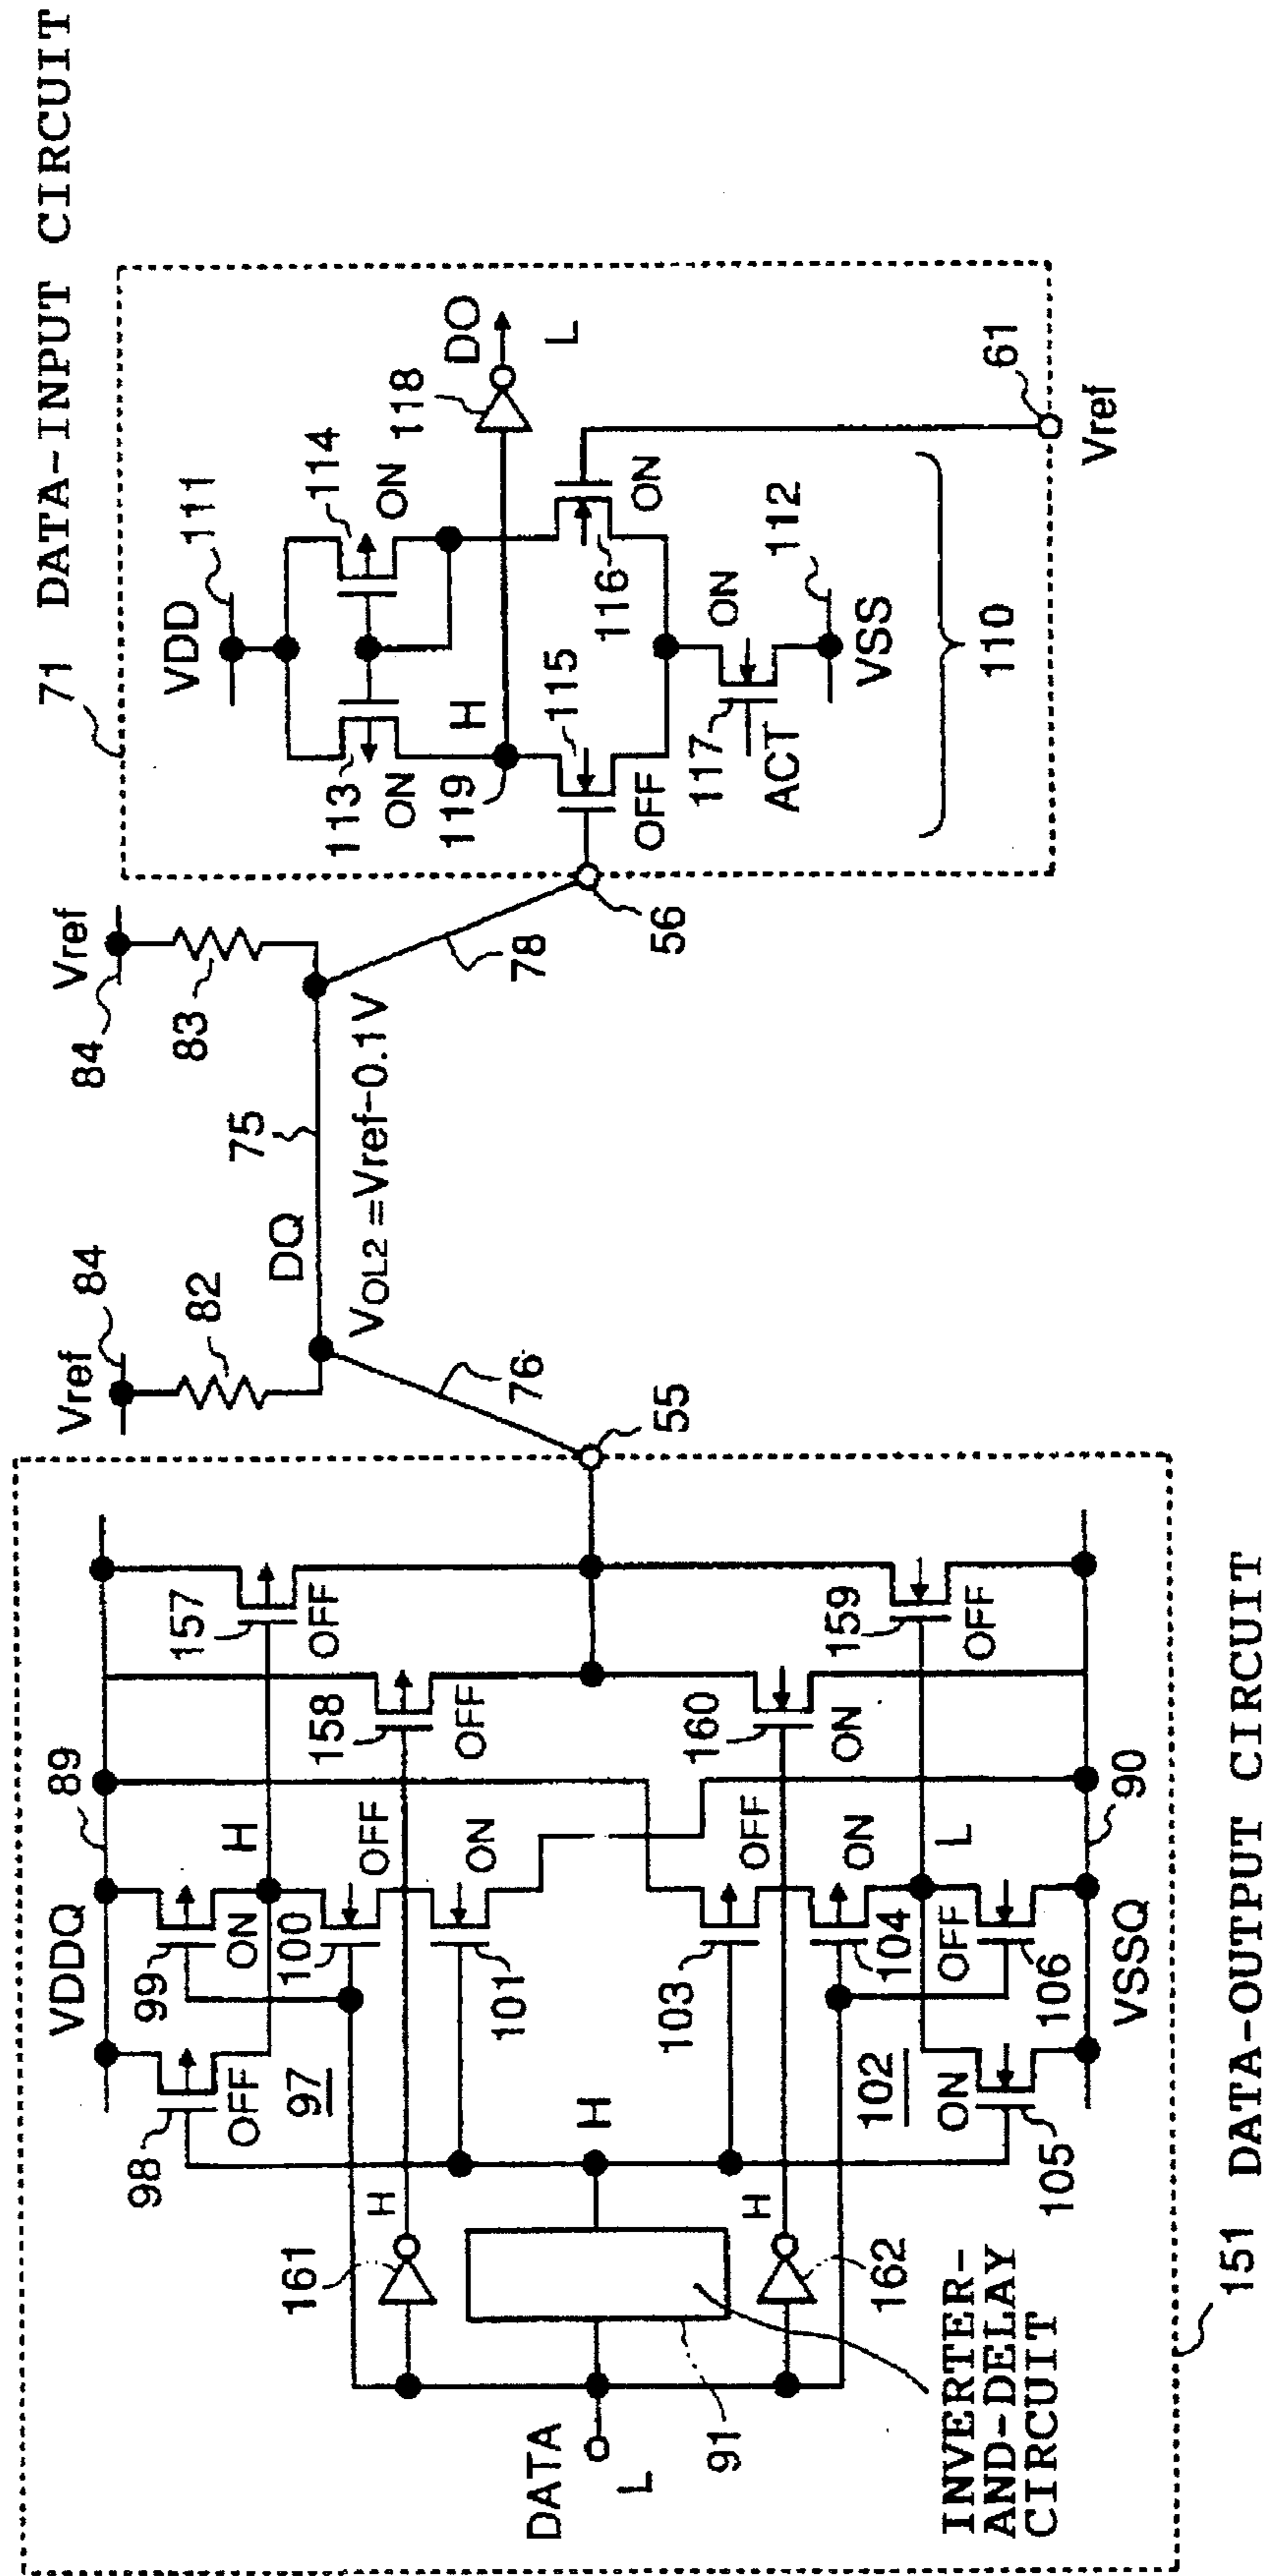 71 DATA-INPUT CIRCUIT
VDD
111
113
ON
114
ON
118
DO
L
119
H
115
OFF
116
ON
117
ON
ACT
112
VSS
110
61
Vref
56
78
Vref
84
83
75
DQ
VOL2 =Vref-0.1V
Vref
84
82
76
55
VDDQ
89
98
OFF
99
ON
H
157
OFF
97
100
OFF
158
OFF
161
H
101
ON
DATA
L
91
H
103
OFF
160
ON
162
H
102
104
ON
159
OFF
105
ON
106
OFF
L
VSSQ
90
INVERTER-
AND-DELAY
CIRCUIT
151 DATA-OUTPUT CIRCUIT